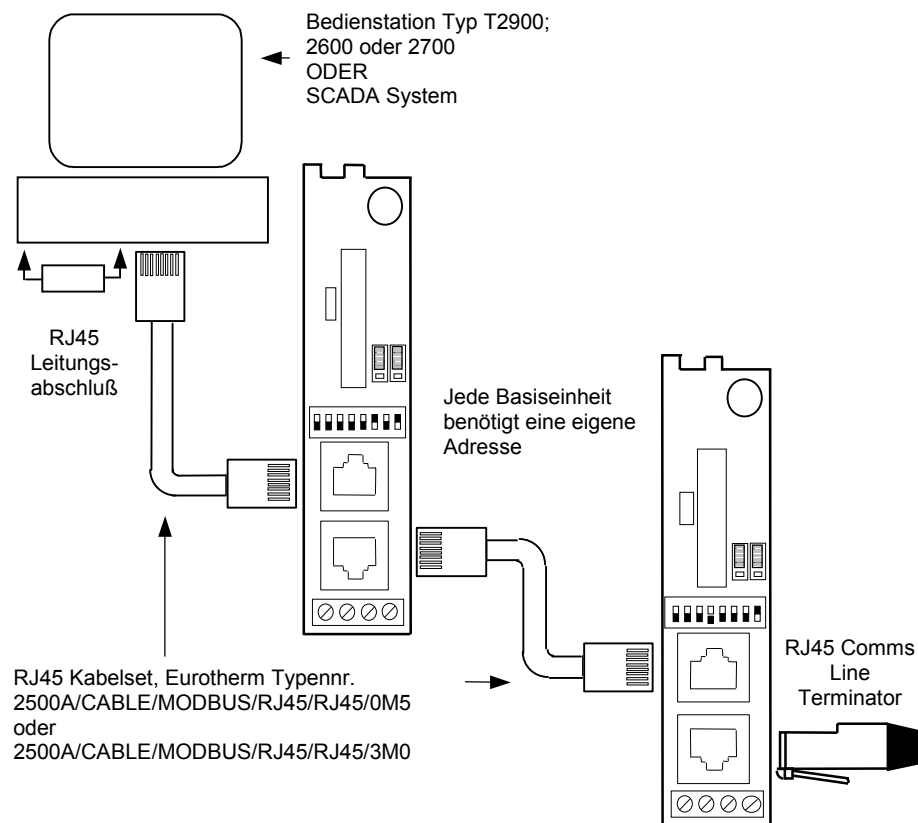 Bedienstation Typ T2900;
2600 oder 2700
ODER
SCADA System
RJ45
Leitungs-
abschluß
Jede Basiseinheit
benötigt eine eigene
Adresse
RJ45 Kabelset, Eurotherm Typennr.
2500A/CABLE/MODBUS/RJ45/RJ45/0M5
oder
2500A/CABLE/MODBUS/RJ45/RJ45/3M0
RJ45 Comms
Line
Terminator